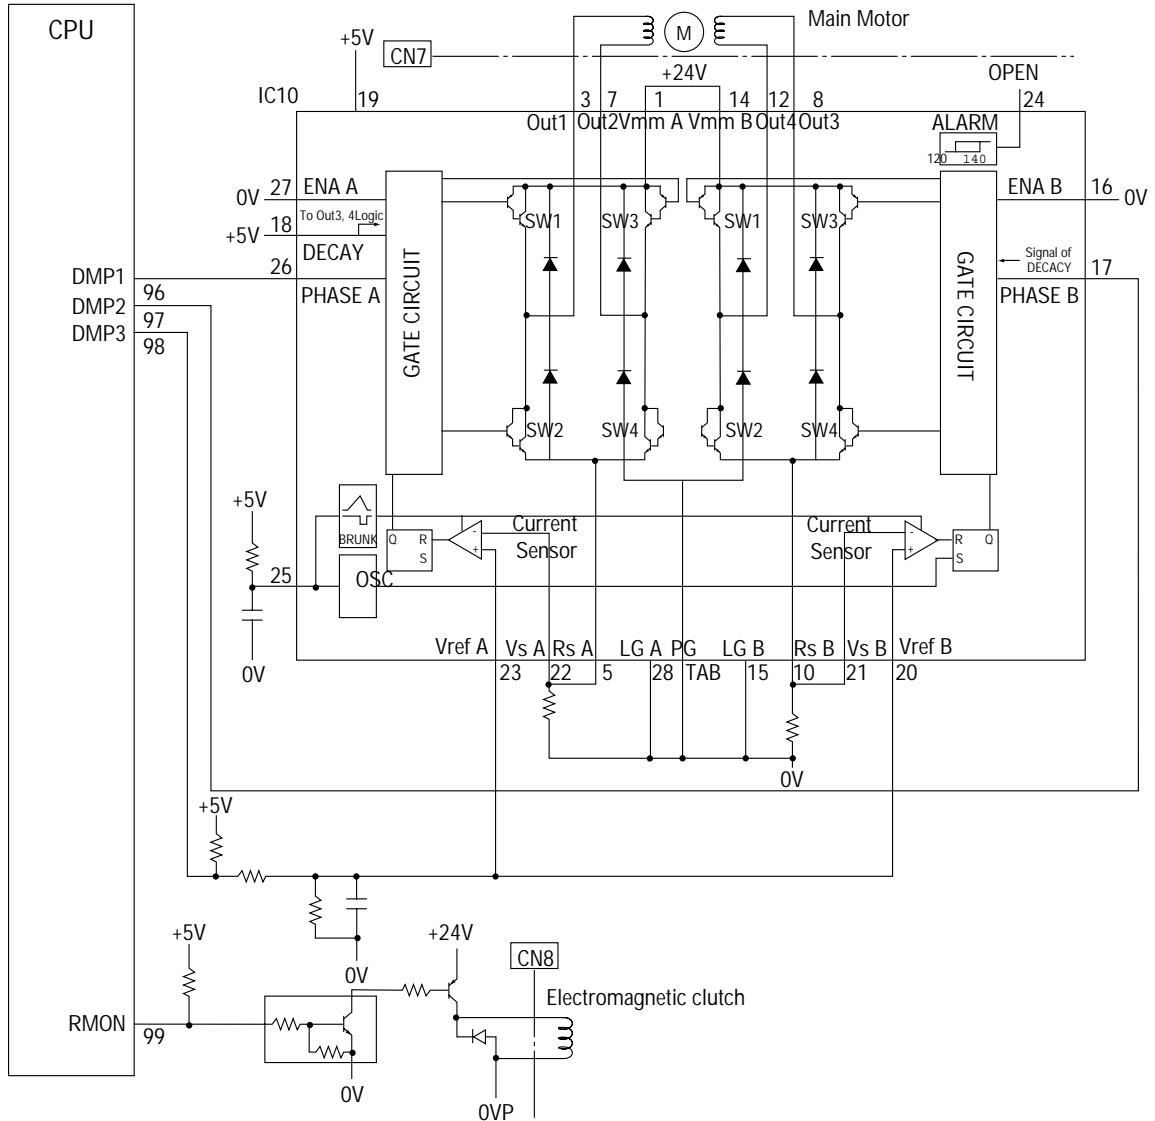 CPU
Main Motor
M
+5V
CN7
+24V
OPEN
IC10
19
3
7
1
14
12
8
24
Out1
Out2
Vmm A
Vmm B
Out4
Out3
ALARM
120
140
0V
27
ENA A
ENA B
16
0V
SW1
SW3
SW1
SW3
To Out3, 4Logic
+5V
18
DECAY
Signal of
DECACY
DMP1
26
PHASE A
PHASE B
17
96
DMP2
97
DMP3
98
GATE CIRCUIT
GATE CIRCUIT
SW2
SW4
SW2
SW4
+5V
BRUNK
Q
R
S
-
+
Current
Sensor
Current
Sensor
-
+
R
Q
S
25
OSC
0V
Vref A
Vs A
Rs A
LG A
PG
LG B
Rs B
Vs B
Vref B
23
22
5
28
TAB
15
10
21
20
0V
+5V
0V
+5V
+24V
CN8
Electromagnetic clutch
RMON
99
0V
0VP